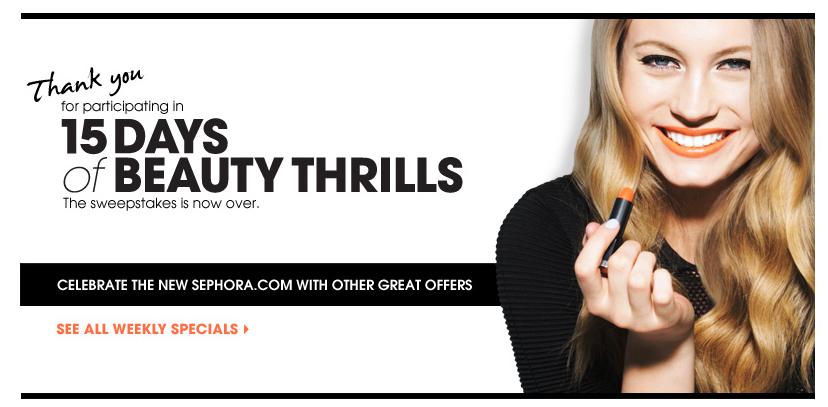 Thank you
for participating in
15 DAYS
of BEAUTY THRILLS
The sweepstakes is now over.
CELEBRATE THE NEW SEPHORA.COM WITH OTHER GREAT OFFERS
SEE ALL WEEKLY SPECIALS